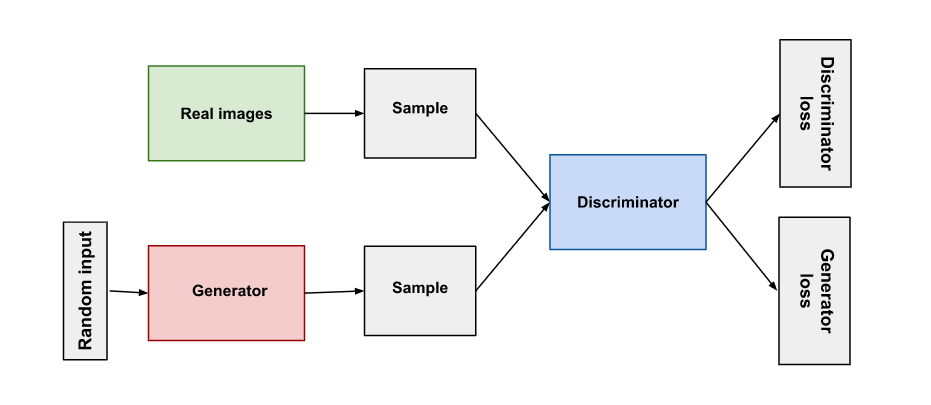 Real images
Sample
Discriminator
loss
Discriminator
Random input
Generator
Sample
Generator
loss